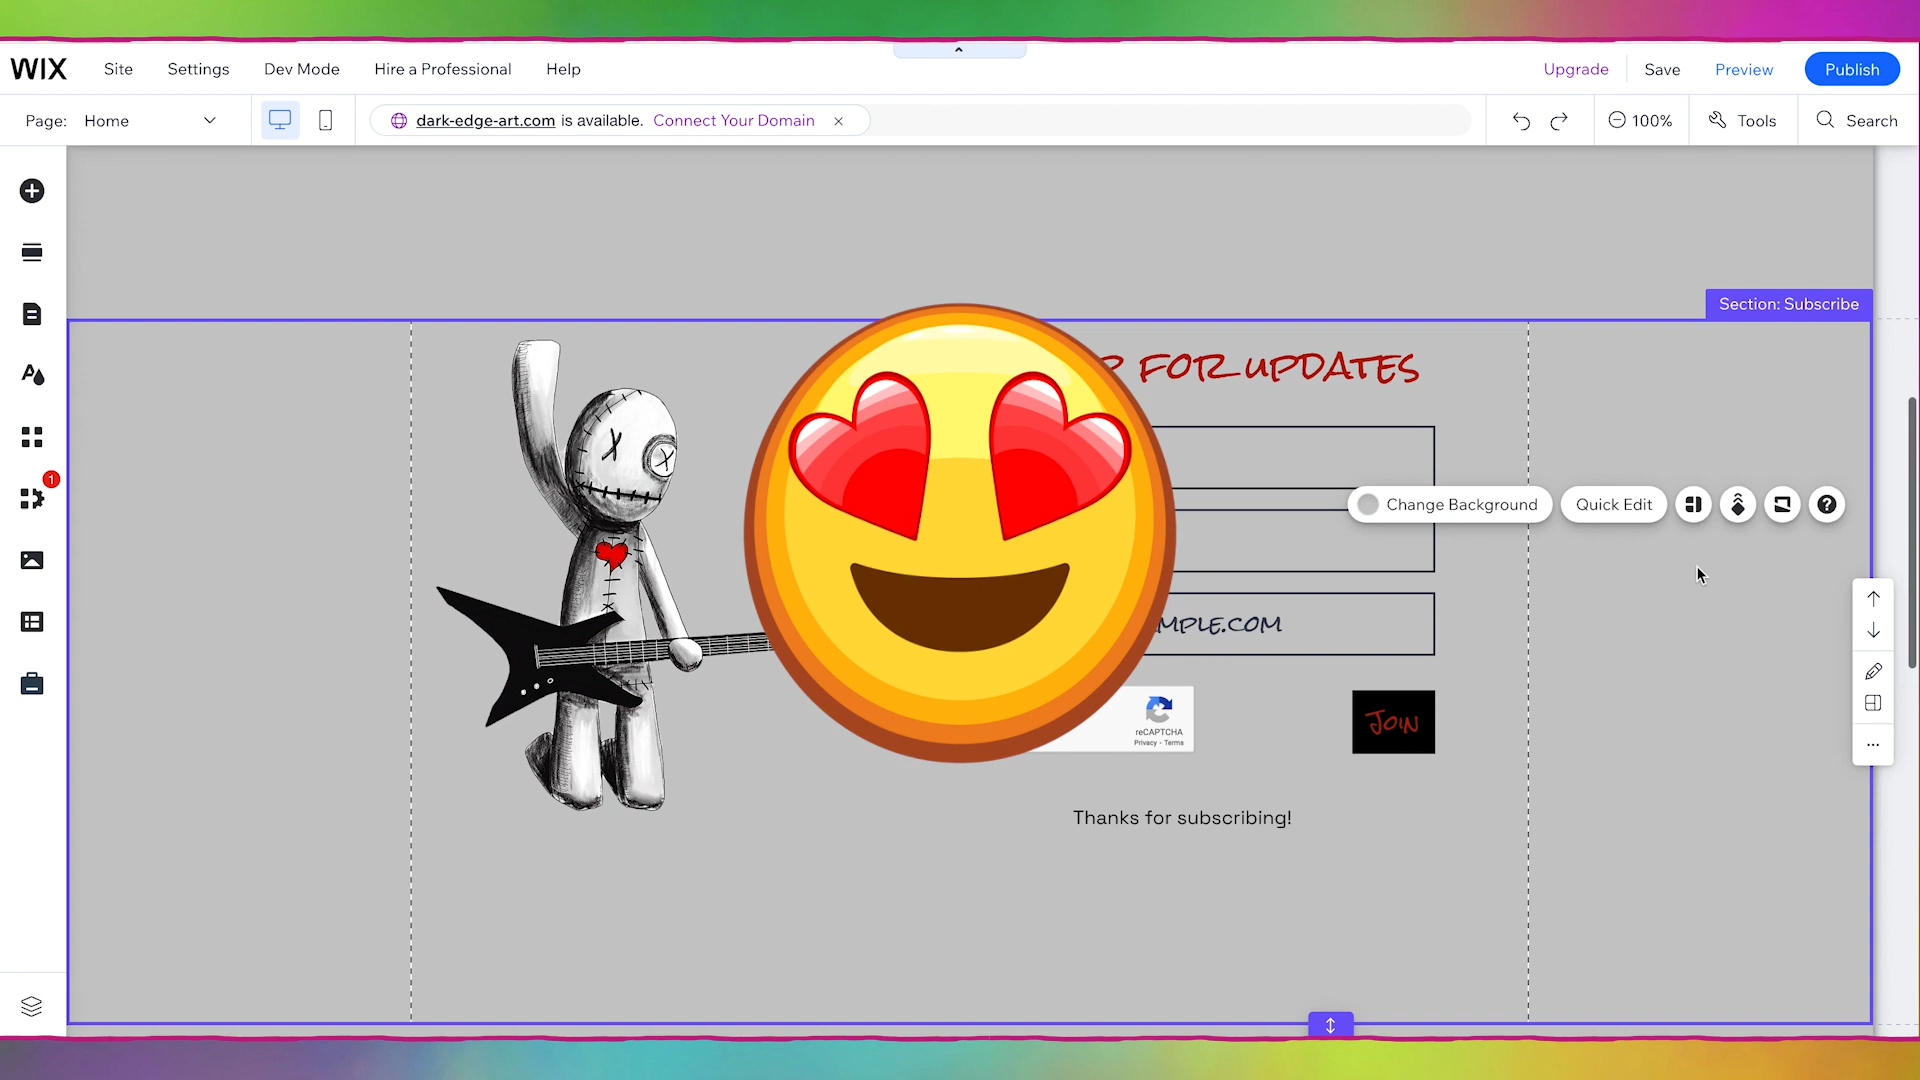 WIX Site Settings Dev Mode Hire a Professional Help Upgrade Save Preview Publish
Page: Home dark-edge-art.com is available. Connect Your Domain 100% Tools Search
Section: Subscribe
FOR UPDATES
1
Change Background Quick Edit
MPLE.COM
reCAPTCHA
Privacy - Terms
JOIN
Thanks for subscribing!